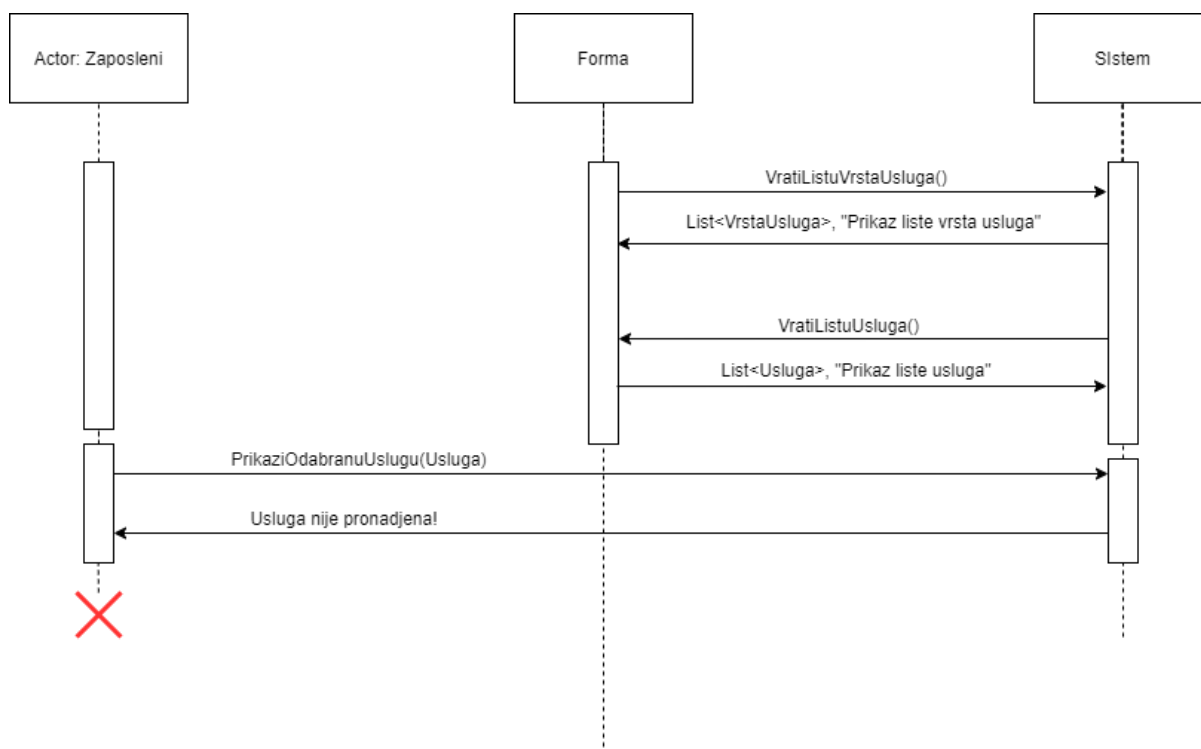 Actor: Zaposleni
Forma
SIstem
VratiListuVrstaUsluga()
List<VrstaUsluga>, "Prikaz liste vrsta usluga"
VratiListuUsluga()
List<Usluga>, "Prikaz liste usluga"
PrikaziOdabranuUslugu(Usluga)
Usluga nije pronadjena!